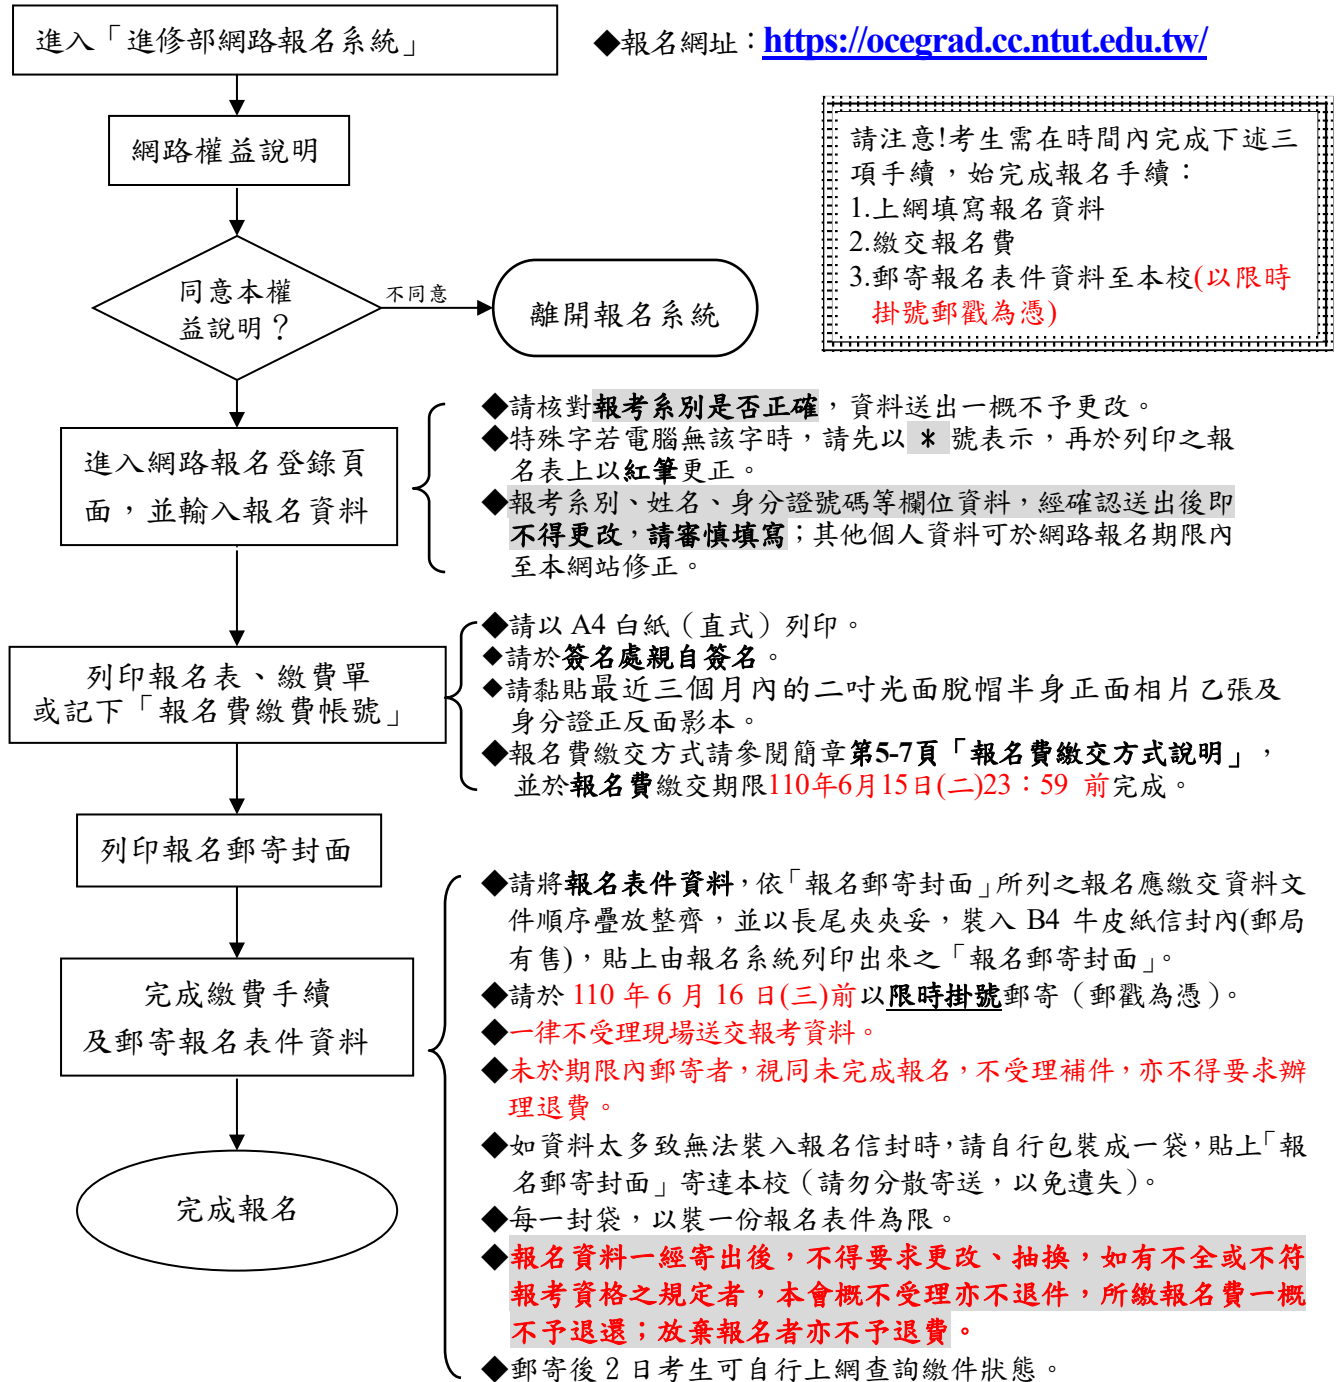 進入「進修部網路報名系統」
◆報名網址：https://ocegrad.cc.ntut.edu.tw/
網路權益說明
請注意!考生需在時間內完成下述三
項手續，始完成報名手續：
1.上網填寫報名資料
2.繳交報名費
3.郵寄報名表件資料至本校(以限時
掛號郵戳為憑)
同意本權
益說明？
不同意
離開報名系統
進入網路報名登錄頁
面，並輸入報名資料
◆請核對報考系別是否正確，資料送出一概不予更改。
◆特殊字若電腦無該字時，請先以 * 號表示，再於列印之報
名表上以紅筆更正。
◆報考系別、姓名、身分證號碼等欄位資料，經確認送出後即
不得更改，請審慎填寫；其他個人資料可於網路報名期限內
至本網站修正。
列印報名表、繳費單
或記下「報名費繳費帳號」
◆請以 A4 白紙（直式）列印。
◆請於簽名處親自簽名。
◆請黏貼最近三個月內的二吋光面脫帽半身正面相片乙張及
身分證正反面影本。
◆報名費繳交方式請參閱簡章第5-7頁「報名費繳交方式說明」，
並於報名費繳交期限110年6月15日(二)23：59 前完成。
列印報名郵寄封面
完成繳費手續
及郵寄報名表件資料
◆請將報名表件資料，依「報名郵寄封面」所列之報名應繳交資料文
件順序疊放整齊，並以長尾夾夾妥，裝入 B4 牛皮紙信封內(郵局
有售)，貼上由報名系統列印出來之「報名郵寄封面」。
◆請於 110 年 6 月 16 日(三)前以限時掛號郵寄（郵戳為憑）。
◆一律不受理現場送交報考資料。
◆未於期限內郵寄者，視同未完成報名，不受理補件，亦不得要求辦
理退費。
◆如資料太多致無法裝入報名信封時，請自行包裝成一袋，貼上「報
名郵寄封面」寄達本校（請勿分散寄送，以免遺失）。
◆每一封袋，以裝一份報名表件為限。
◆報名資料一經寄出後，不得要求更改、抽換，如有不全或不符
報考資格之規定者，本會概不受理亦不退件，所繳報名費一概
不予退還；放棄報名者亦不予退費。
◆郵寄後 2 日考生可自行上網查詢繳件狀態。
完成報名